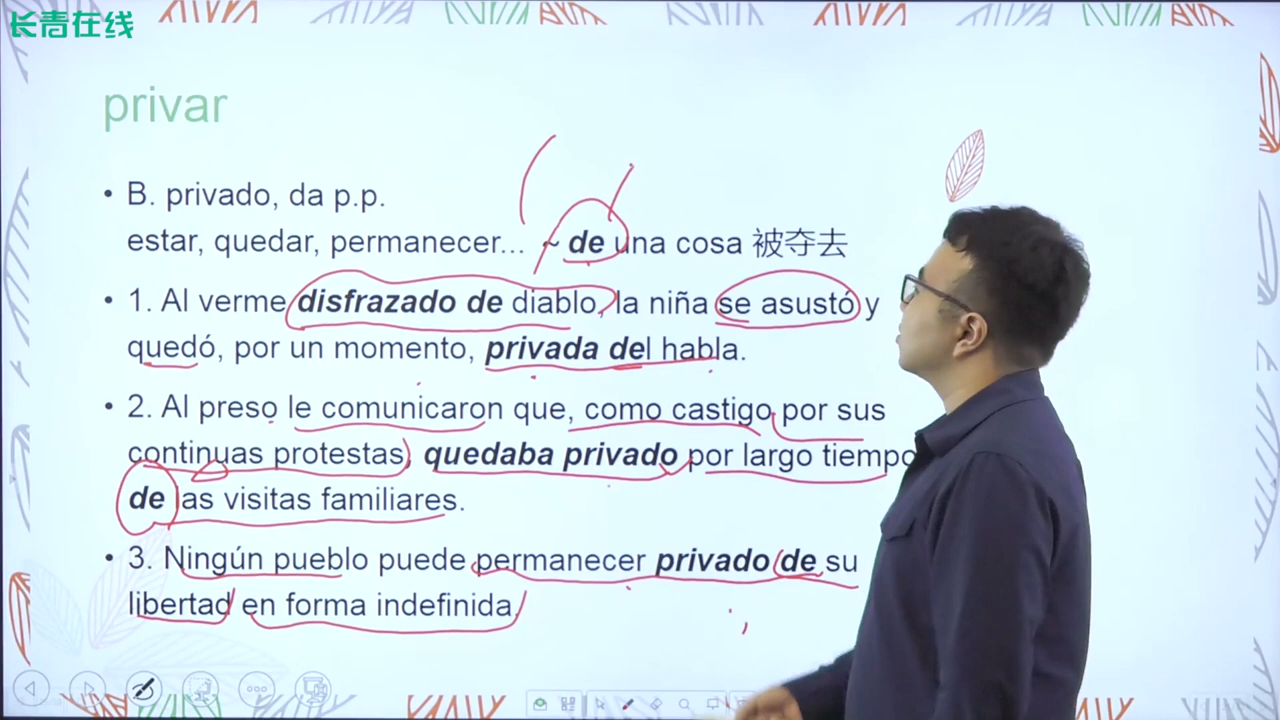 长青在线
privar
• B. privado, da p.p.
estar, quedar, permanecer... ~ de una cosa 被夺去
• 1. Al verme disfrazado de diablo, la niña se asustó y
quedó, por un momento, privada del habla.
• 2. Al preso le comunicaron que, como castigo por sus
continuas protestas, quedaba privado por largo tiempo
de las visitas familiares.
• 3. Ningún pueblo puede permanecer privado de su
libertad en forma indefinida.